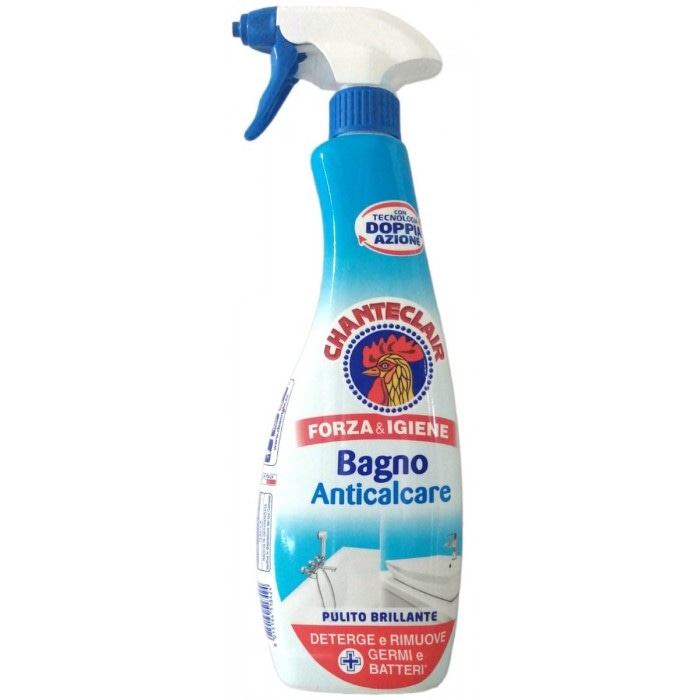 CON
TECNOLOGIA
DOPPIA
AZIONE
CHANTECLAIR
FORZA & IGIENE
Bagno
Anticalcare
PULITO BRILLANTE
DETERGE e RIMUOVE
GERMI e
BATTERI*